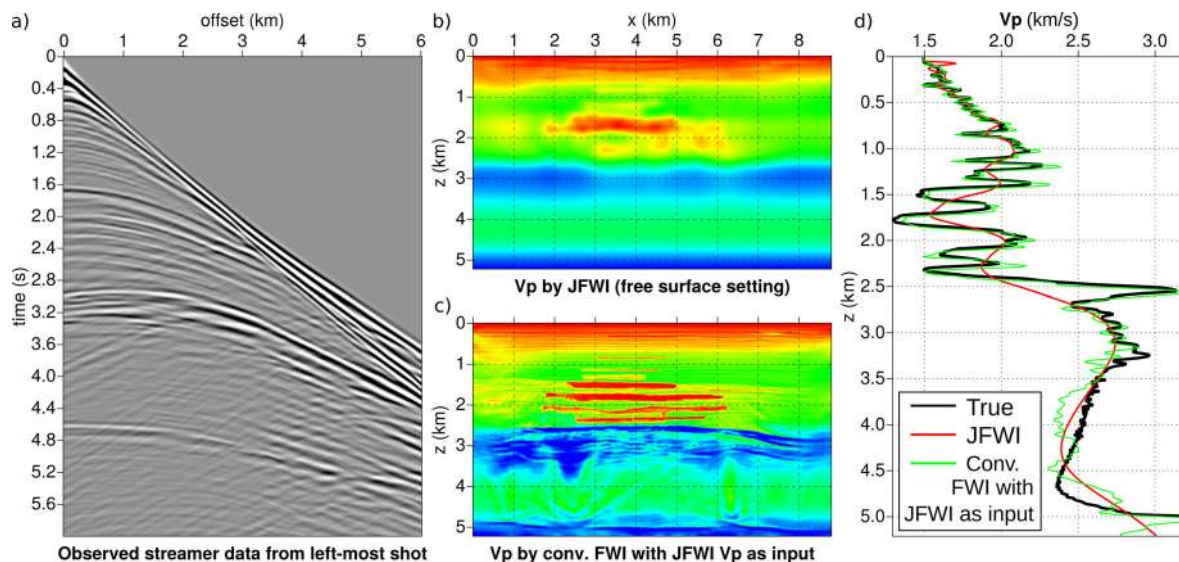 a)
offset (km)
0 1 2 3 4 5 6
0
0.4
0.8
1.2
1.6
2.0
2.4
2.8
3.2
3.6
4.0
4.4
4.8
5.2
5.6
time (s)
Observed streamer data from left-most shot
b)
x (km)
0 1 2 3 4 5 6 7 8
0
1
2
3
4
5
z (km)
Vp by JFWI (free surface setting)
c)
0
1
2
3
4
5
z (km)
Vp by conv. FWI with JFWI Vp as input
d)
Vp (km/s)
1.5 2.0 2.5 3.0
0
0.5
1.0
1.5
2.0
2.5
3.0
3.5
4.0
4.5
5.0
z (km)
True
JFWI
Conv.
FWI with
JFWI as input